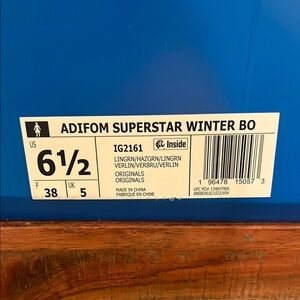 ADIFOM SUPERSTAR WINTER BO
US
6½
F
38
UK
5
IG2161
Inside
LINGRN/HAZGRN/LINGRN
VERLIN/VERBRU/VERLIN
ORIGINALS
ORIGINALS
MADE IN CHINA
FABRIQUE EN CHINE
1 96478 15057 3